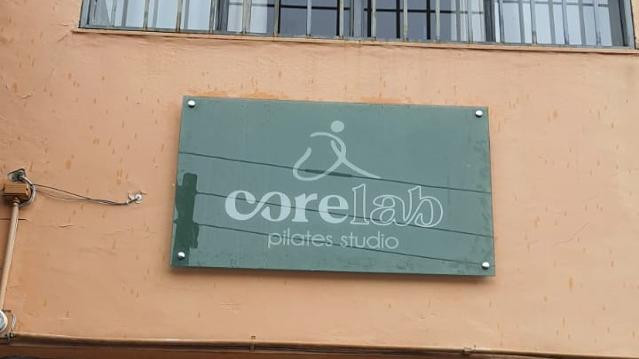 corelab
pilates studio